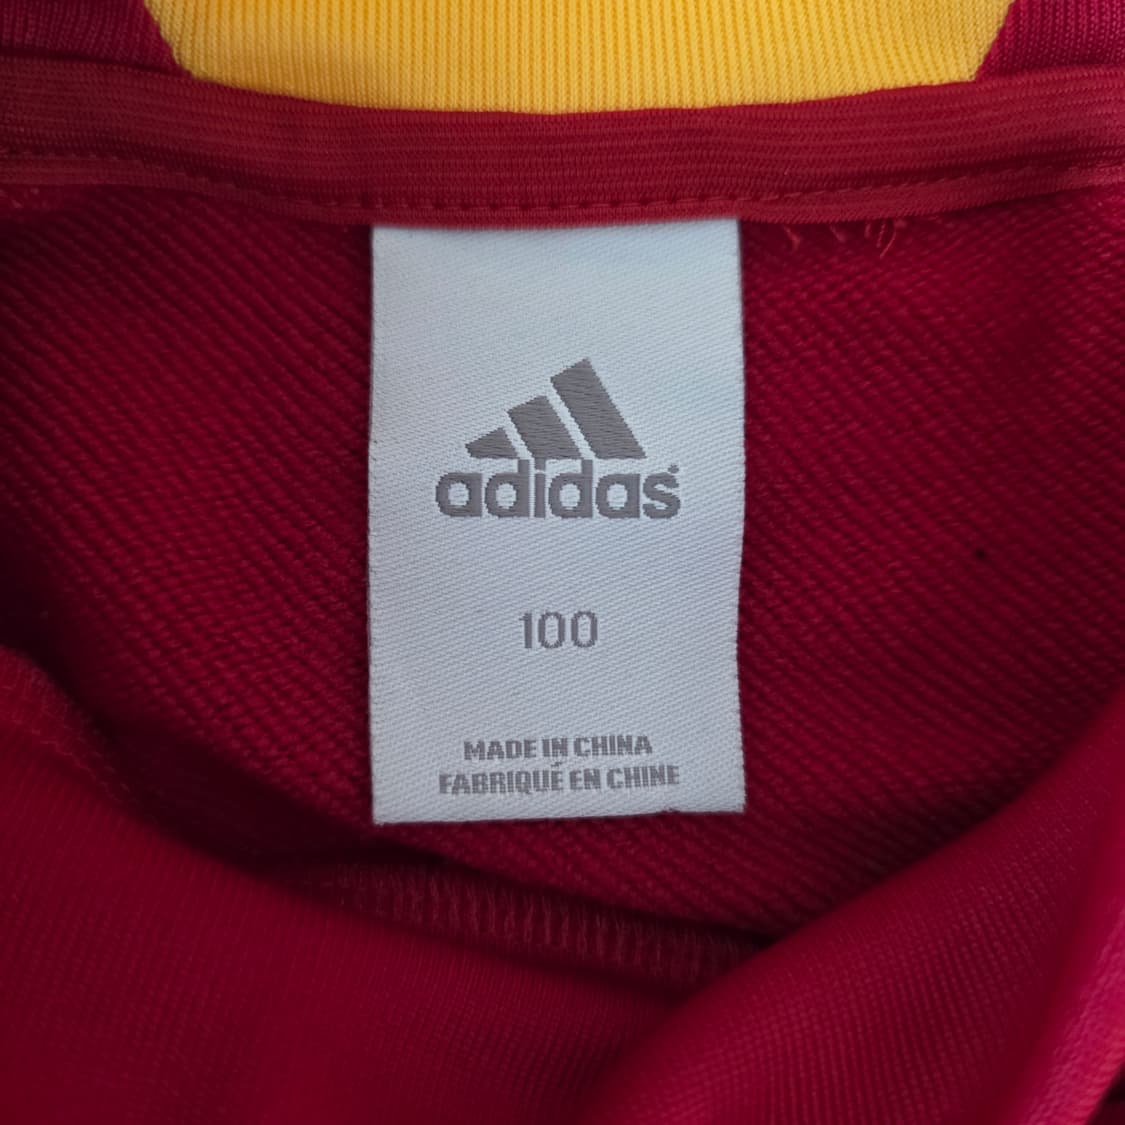 adidas®
100
MADE IN CHINA
FABRIQUÉ EN CHINE